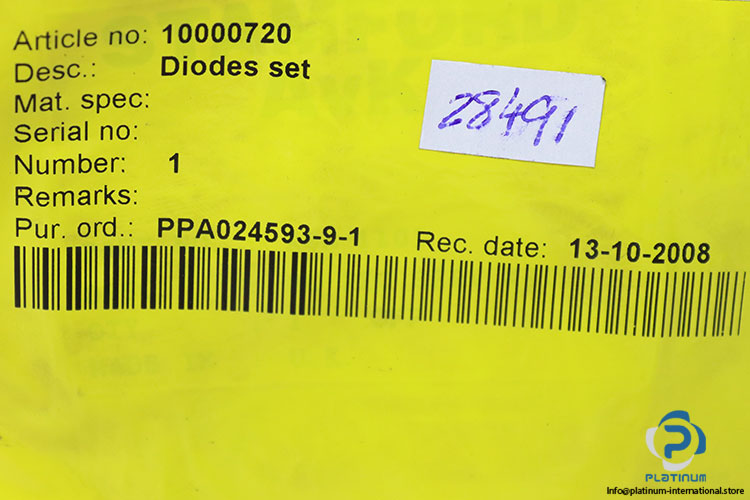 Article no: 10000720
Desc.: Diodes set
28491
Mat. spec:
Serial no:
Number: 1
Remarks:
Pur. ord.: PPA024593-9-1 Rec. date: 13-10-2008
PLATINUM
Info@platinum-international.store